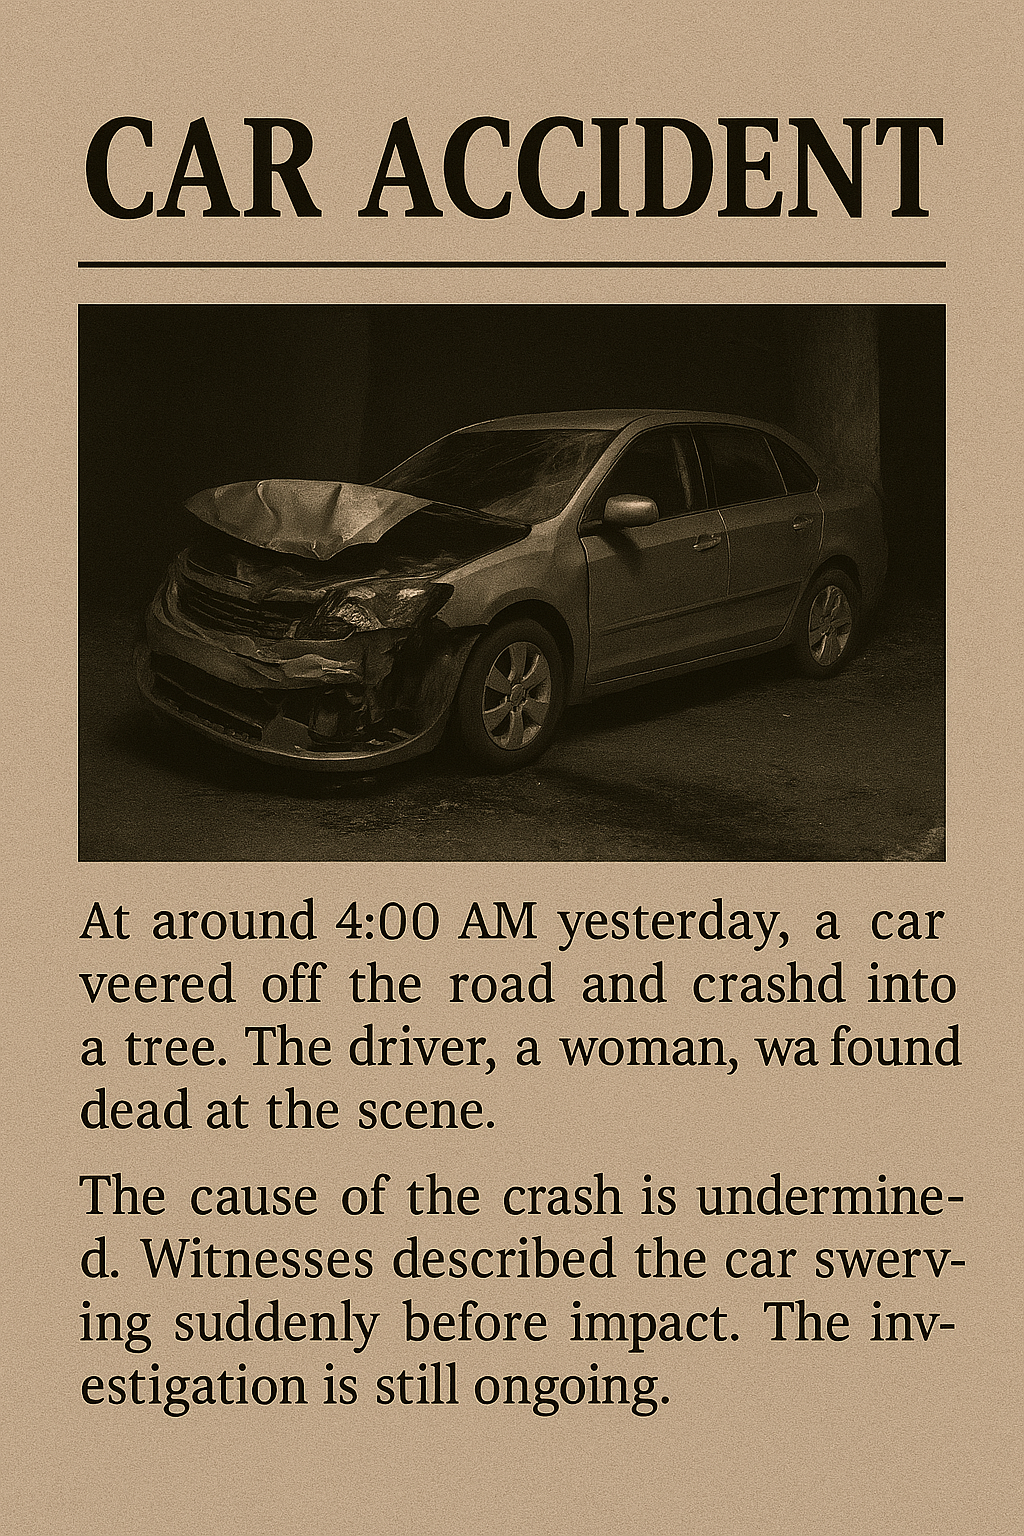 CAR ACCIDENT
At around 4:00 AM yesterday, a car
veered off the road and crashd into
a tree. The driver, a woman, wa found
dead at the scene.
The cause of the crash is undermine-
d. Witnesses described the car swerv-
ing suddenly before impact. The inv-
estigation is still ongoing.